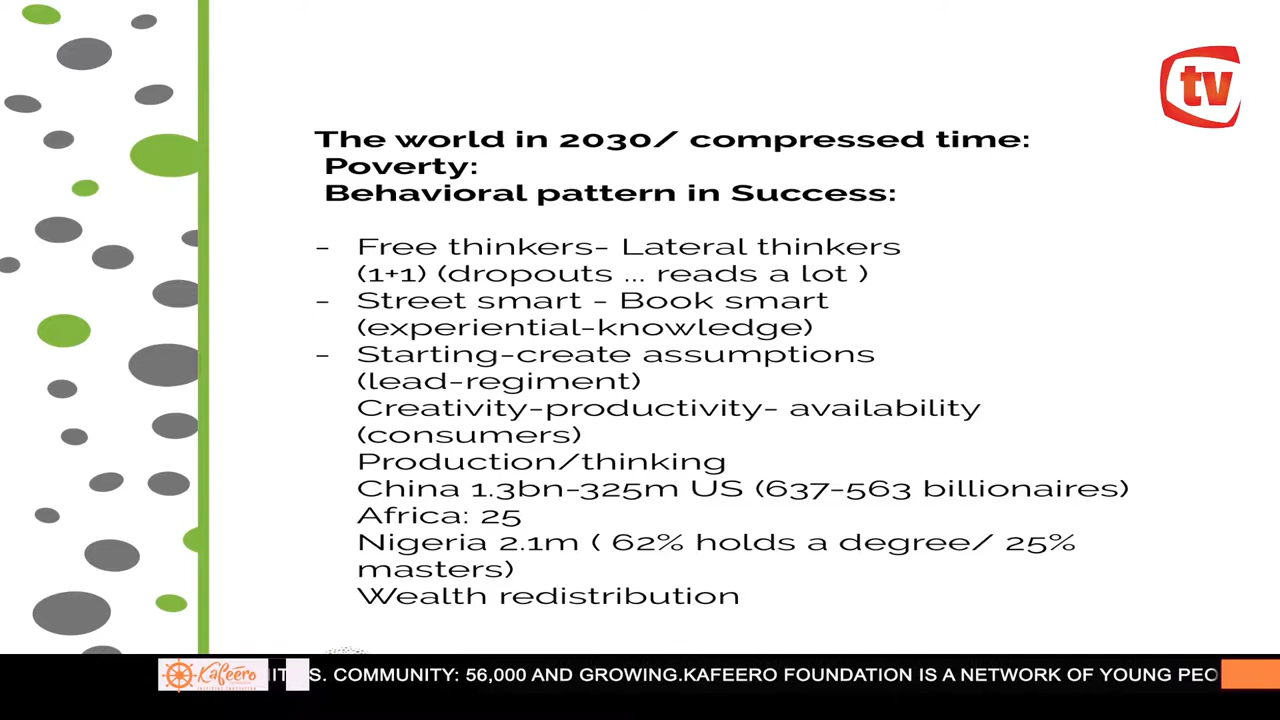 tv
The world in 2030/ compressed time:
Poverty:
Behavioral pattern in Success:
- Free thinkers- Lateral thinkers
(1+1) (dropouts ... reads a lot )
- Street smart - Book smart
(experiential-knowledge)
- Starting-create assumptions
(lead-regiment)
Creativity-productivity- availability
(consumers)
Production/thinking
China 1.3bn-325m US (637-563 billionaires)
Africa: 25
Nigeria 2.1m ( 62% holds a degree/ 25%
masters)
Wealth redistribution
Kafeero
S. COMMUNITY: 56,000 AND GROWING.KAFEERO FOUNDATION IS A NETWORK OF YOUNG PEO